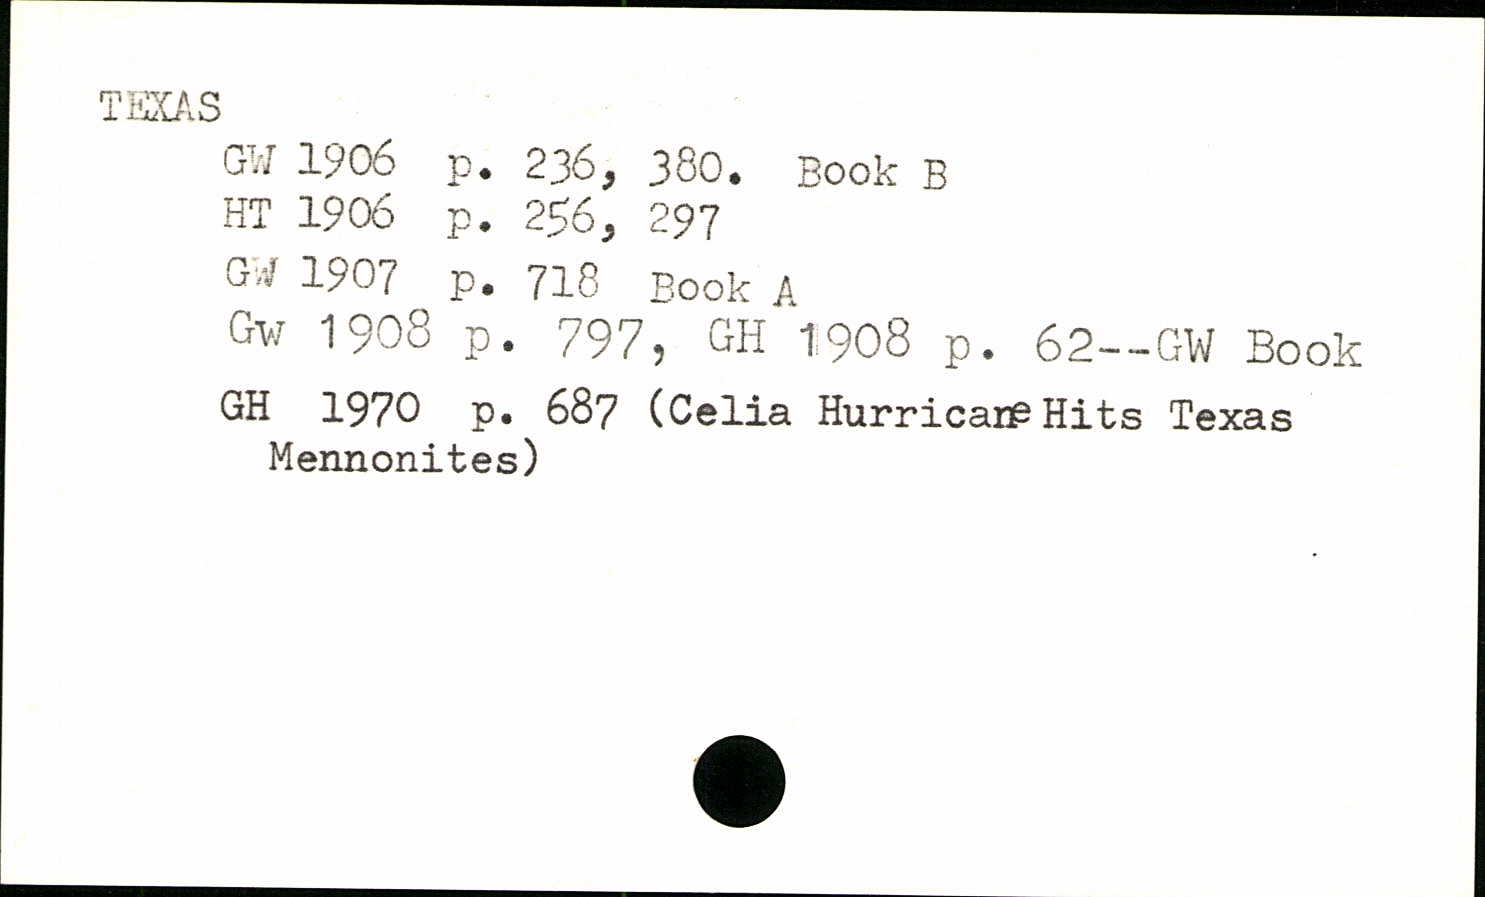 TEXAS
GW 1906 p. 236, 380. Book B
HT 1906 p. 256, 297
GW 1907 p. 718 Book A
Gw 1908 p. 797, GH 1908 p. 62--GW Book
GH 1970 p. 687 (Celia Hurricane Hits Texas
Mennonites)